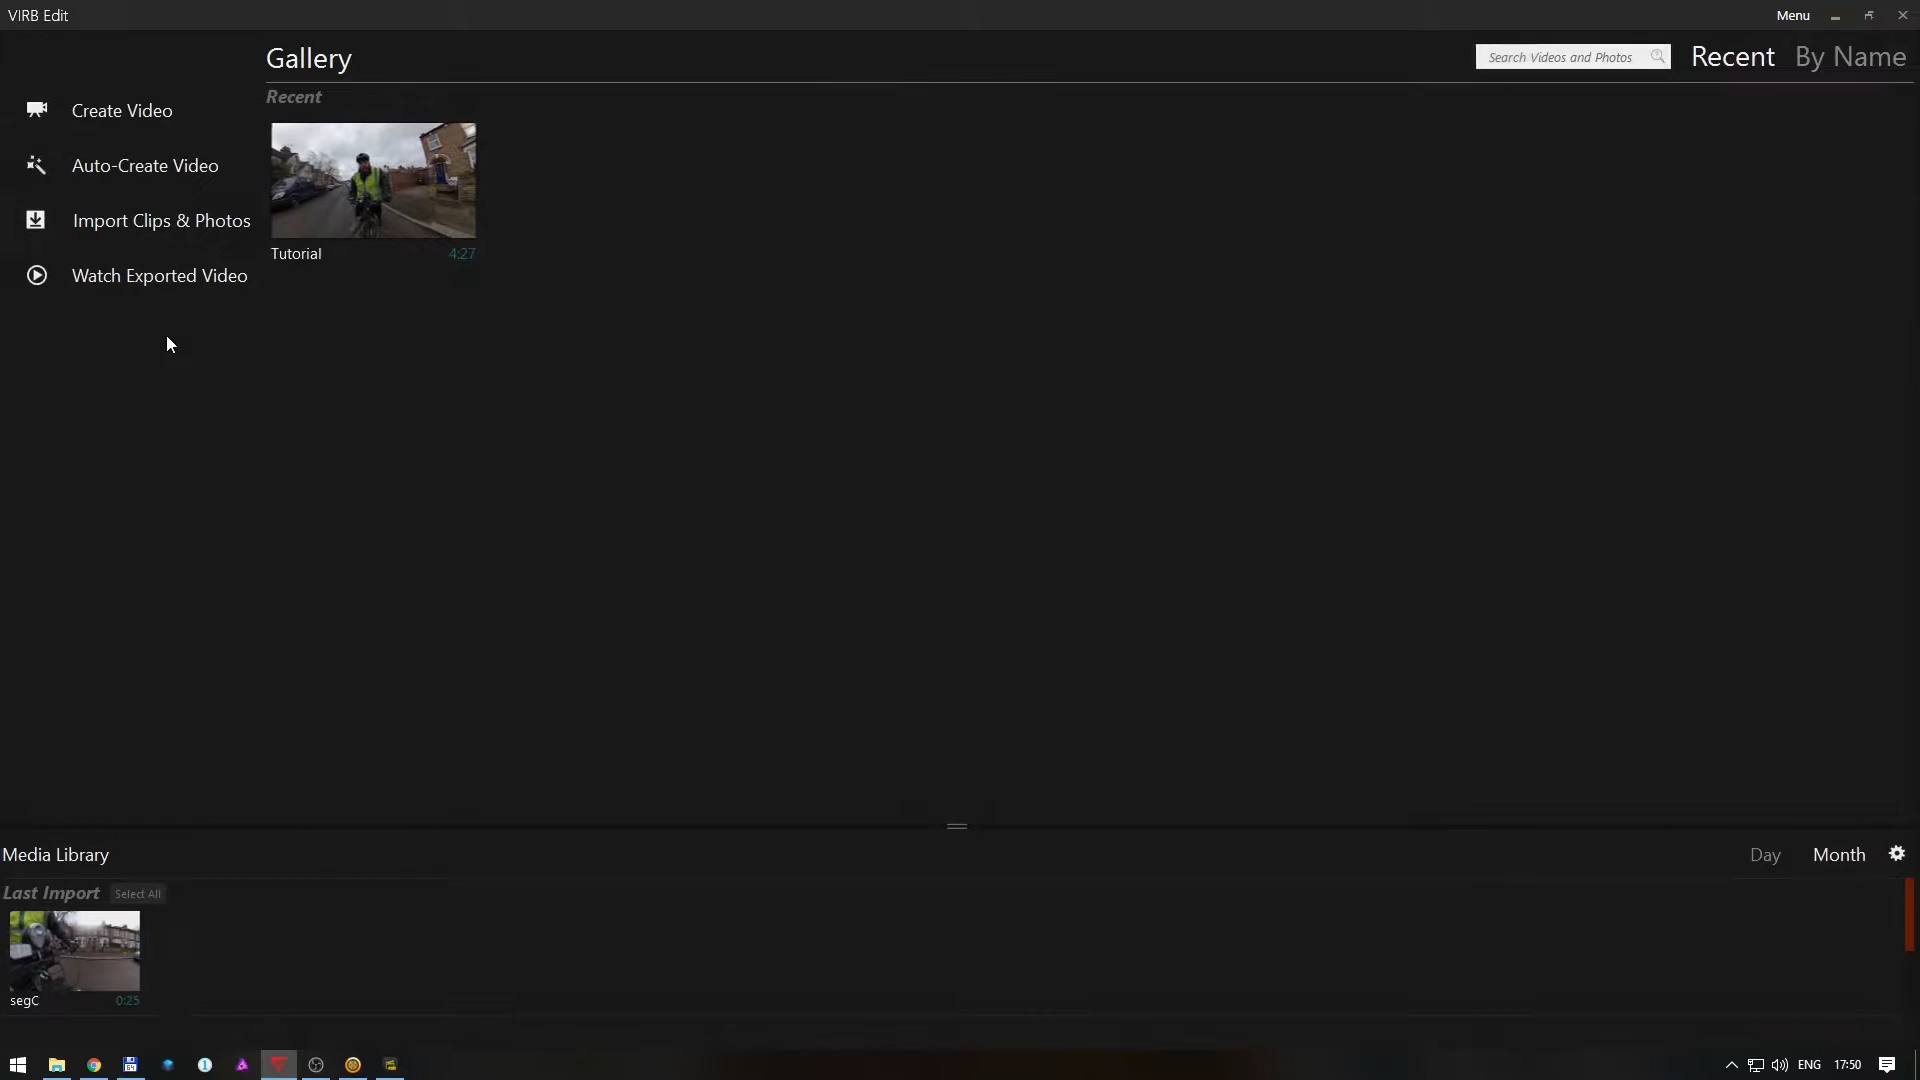 VIRB Edit
Menu
Gallery
Search Videos and Photos
Recent By Name
Recent
Create Video
Auto-Create Video
Import Clips & Photos
Watch Exported Video
Tutorial 4:27
Media Library
Day Month
Last Import Select All
segC 0:25
64
1
ENG 17:50